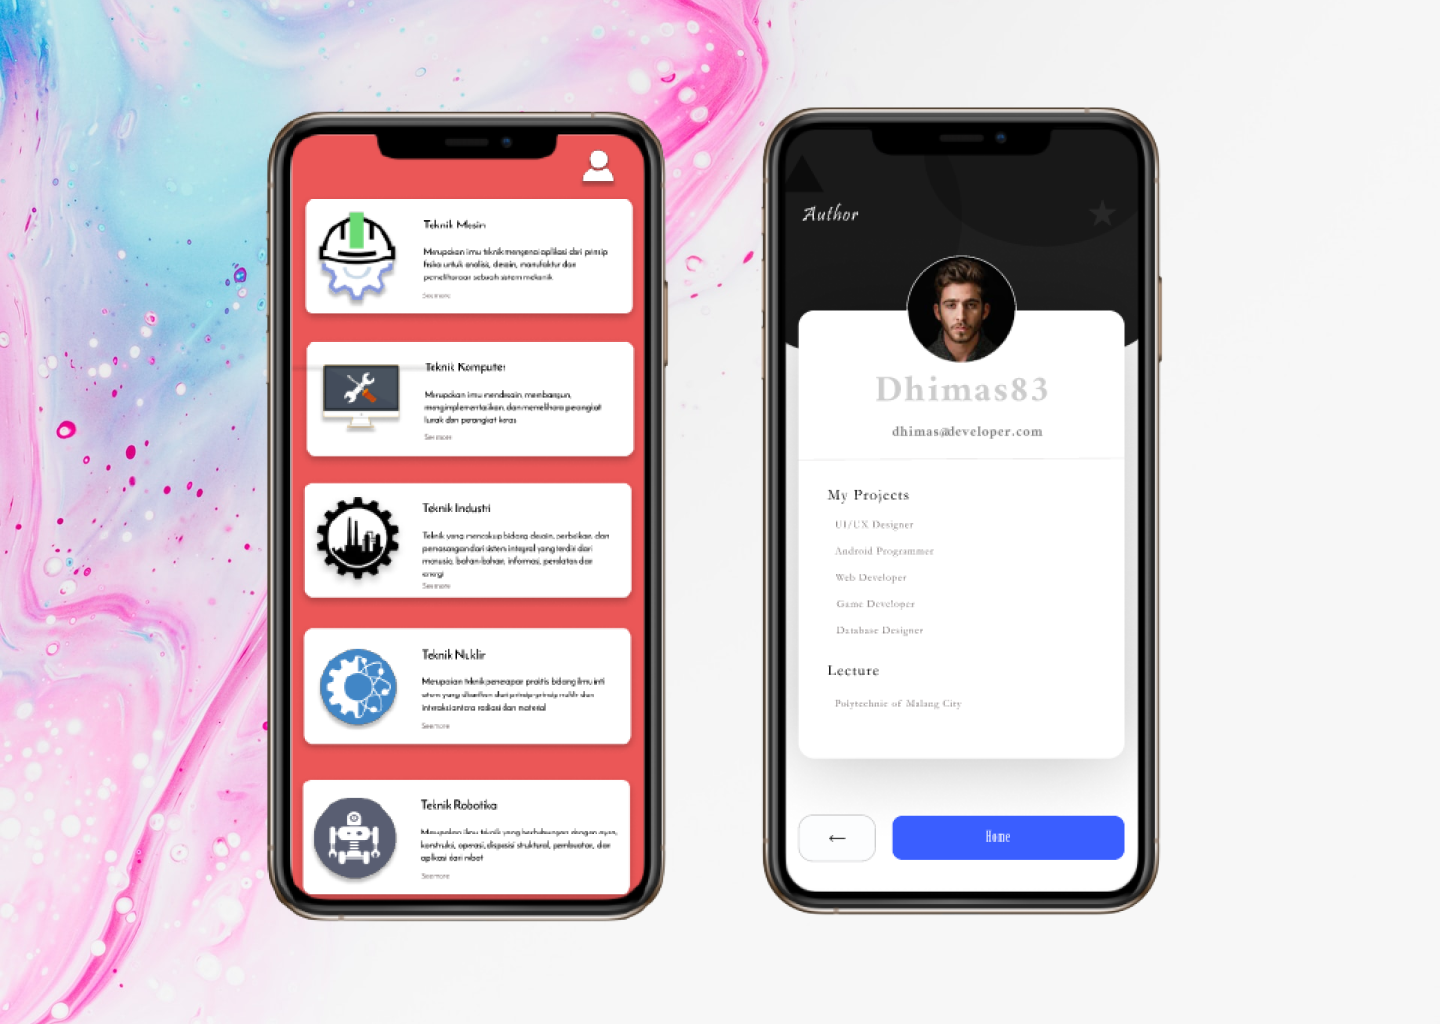 Teknik Mesin
Merupakan ilmu teknik mengenai aplikasi dari prinsip
fisika untuk analisis, desain, manufaktur dan
pemeliharaan sebuah sistem mekanik
See more
Teknik Komputer
Merupakan ilmu mendesain, membangun,
mengimplementasikan, dan memelihara perangkat
lunak dan perangkat keras
See more
Teknik Industri
Teknik yang mencakup bidang desain, perbaikan, dan
pemasangan dari sistem integral yang terdiri dari
manusia, bahan-bahan, informasi, peralatan dan
energi
See more
Teknik Nuklir
Merupakan teknik penerapan praktis bidang ilmu inti
atom yang disarikan dari prinsip-prinsip nuklir dan
interaksi antara radiasi dan material
See more
Teknik Robotika
Merupakan ilmu teknik yang berhubungan dengan
konstruksi, operasi, disposisi struktural, pembuatan, dan
aplikasi dari robot
See more
Author
Dhimas83
dhimas@developer.com
My Projects
UI/UX Designer
Android Programmer
Web Developer
Game Developer
Database Designer
Lecture
Polytechnic of Malang City
←
Home